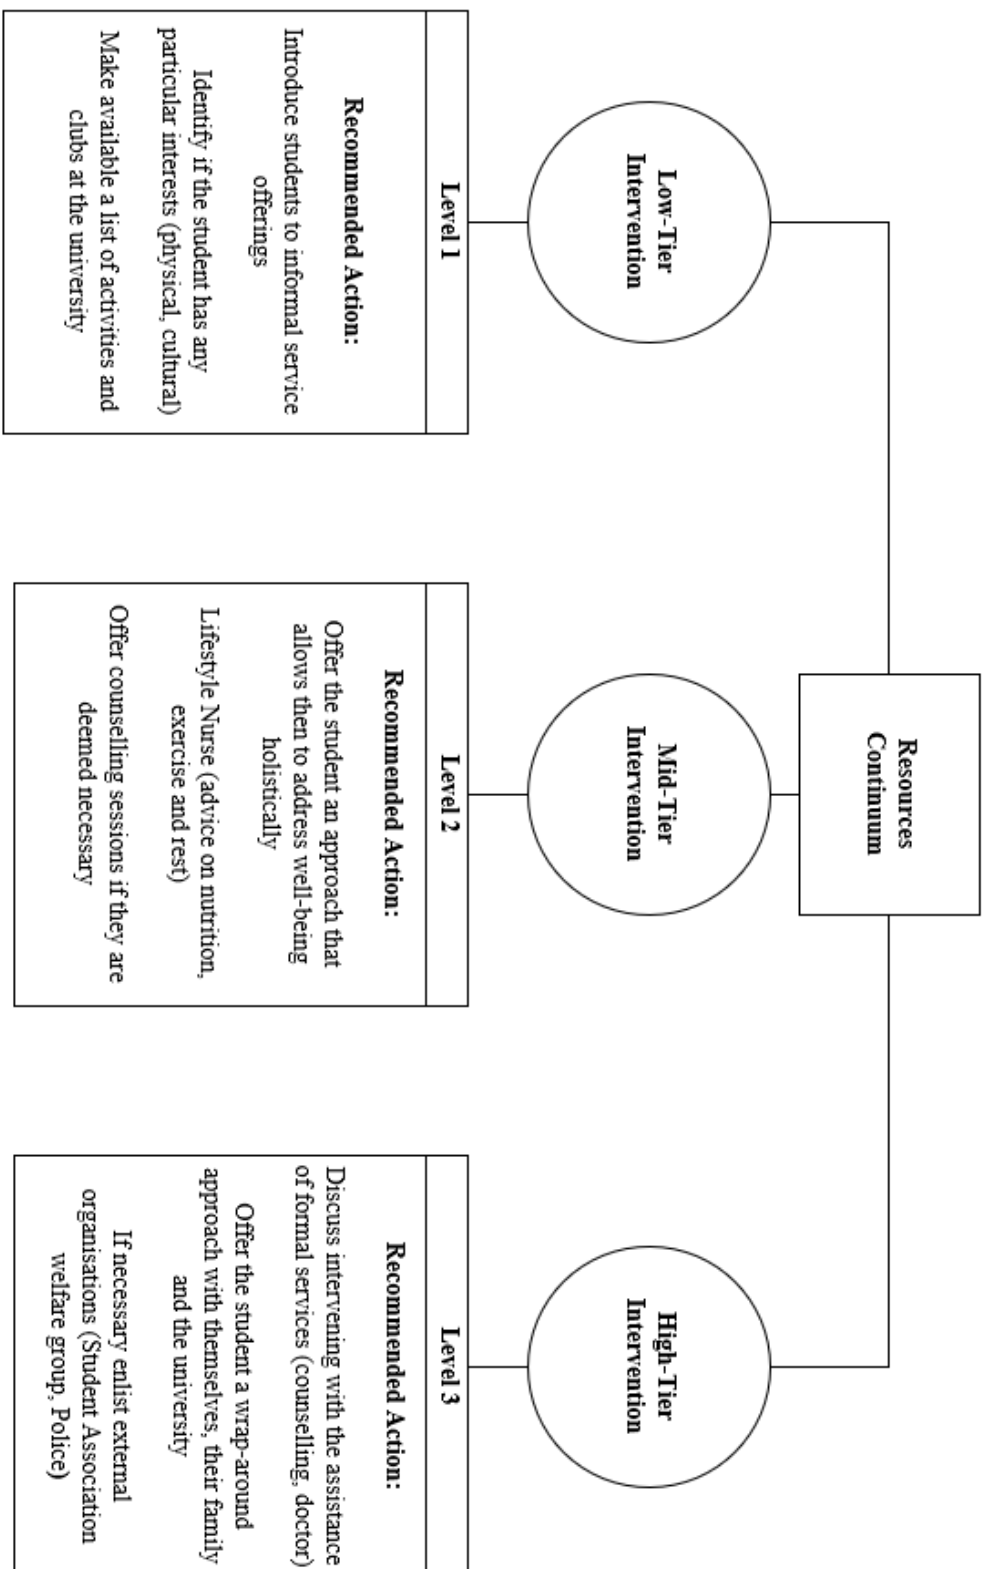 Resources
Continuum
Low-Tier
Intervention
Mid-Tier
Intervention
High-Tier
Intervention
Level 1
Recommended Action:
Introduce students to informal service
offerings
Identify if the student has any
particular interests (physical, cultural)
Make available a list of activities and
clubs at the university
Level 2
Recommended Action:
Offer the student an approach that
allows then to address well-being
holistically
Lifestyle Nurse (advice on nutrition,
exercise and rest)
Offer counselling sessions if they are
deemed necessary
Level 3
Recommended Action:
Discuss intervening with the assistance
of formal services (counselling, doctor)
Offer the student a wrap-around
approach with themselves, their family
and the university
If necessary enlist external
organisations (Student Association
welfare group, Police)